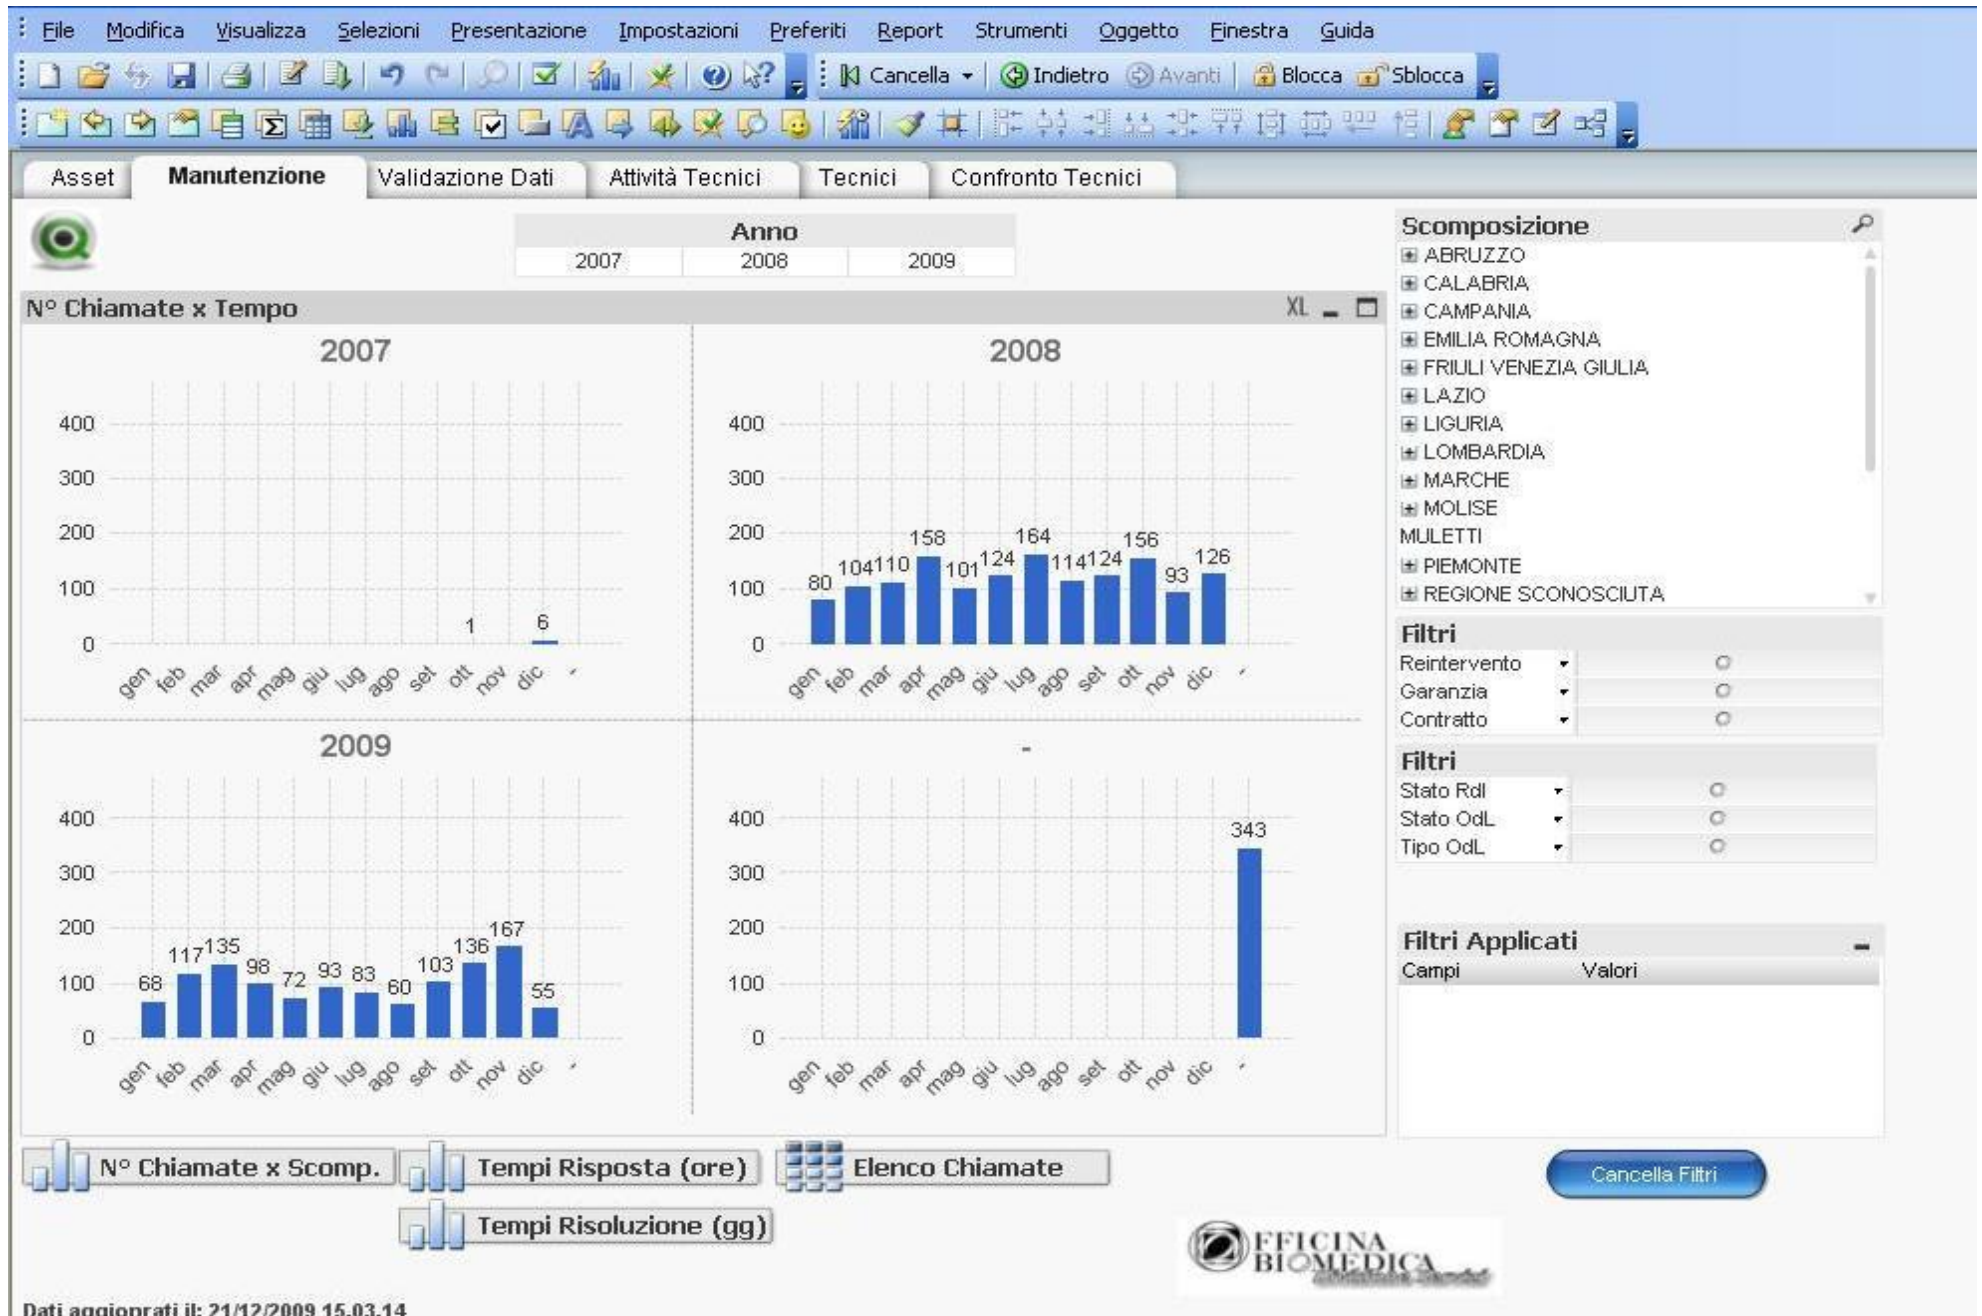 File Modifica Visualizza Selezioni Presentazione Impostazioni Preferiti Report Strumenti Oggetto Finestra Guida
Cancella Indietro Avanti Blocca Sblocca
Asset Manutenzione Validazione Dati Attività Tecnici Tecnici Confronto Tecnici
Anno
2007 2008 2009
Nº Chiamate x Tempo XL
2007
400
300
200
100
0
1 6
gen feb mar apr mag giu lug ago set ott nov dic -
2008
400
300
200
100
0
80 104 110 158 101 124 164 114 124 156 93 126
gen feb mar apr mag giu lug ago set ott nov dic -
2009
400
300
200
100
0
68 117 135 98 72 93 83 60 103 136 167 55
gen feb mar apr mag giu lug ago set ott nov dic -
-
400
300
200
100
0
343
gen feb mar apr mag giu lug ago set ott nov dic -
Scomposizione
ABRUZZO
CALABRIA
CAMPANIA
EMILIA ROMAGNA
FRIULI VENEZIA GIULIA
LAZIO
LIGURIA
LOMBARDIA
MARCHE
MOLISE
MULETTI
PIEMONTE
REGIONE SCONOSCIUTA
Filtri
Reintervento
Garanzia
Contratto
Filtri
Stato RdI
Stato OdL
Tipo OdL
Filtri Applicati
Campi Valori
Nº Chiamate x Scomp. Tempi Risposta (ore) Elenco Chiamate
Cancella Filtri
Tempi Risoluzione (gg)
EFFICINA
BIOMEDICA
Dati aggioprati il: 21/12/2009 15.03.14